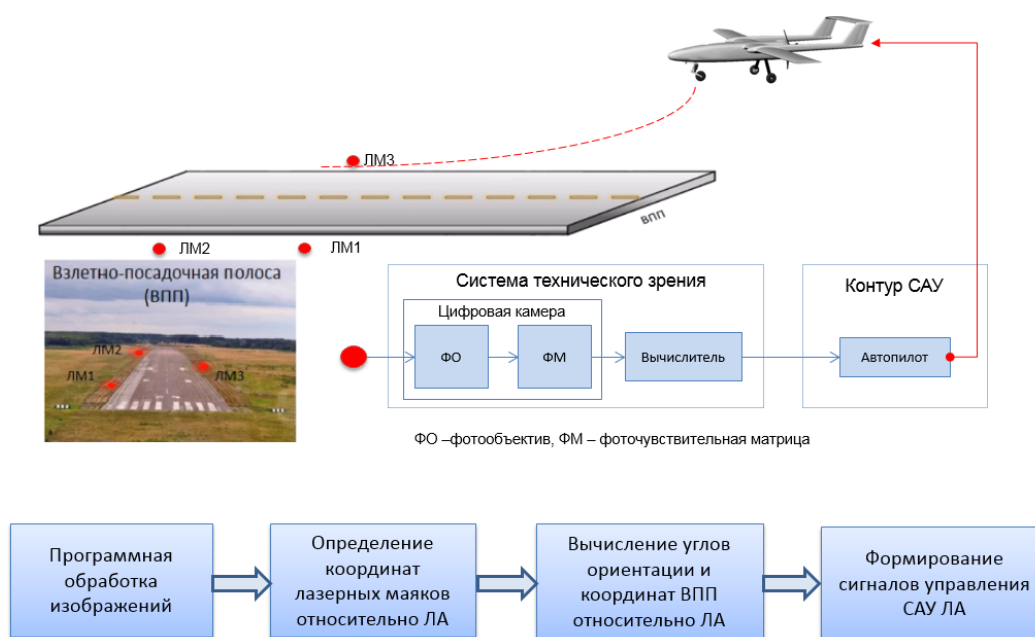 ЛМ3
ВПП
ЛМ2
ЛМ1
Взлетно-посадочная полоса
(ВПП)
ЛМ2
ЛМ1
ЛМ3
Система технического зрения
Цифровая камера
ФО
ФМ
Вычислитель
Контур САУ
Автопилот
ФО –фотообъектив, ФМ – фоточувствительная матрица
Программная
обработка
изображений
Определение
координат
лазерных маяков
относительно ЛА
Вычисление углов
ориентации и
координат ВПП
относительно ЛА
Формирование
сигналов управления
САУ ЛА